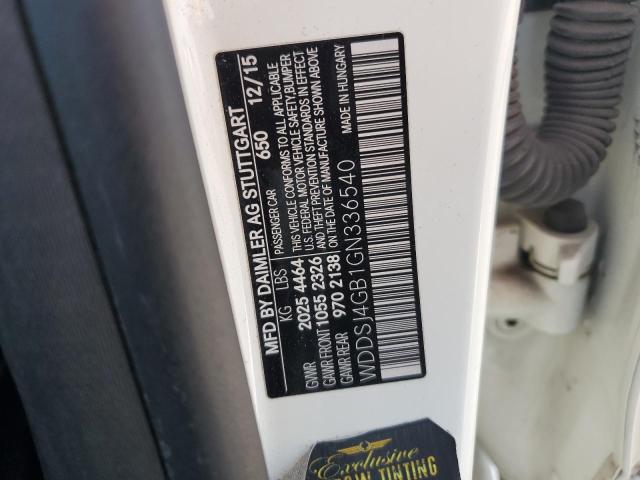 MFD BY DAIMLER AG STUTTGART
650 12/15
KG LBS PASSENGER CAR
GVWR 2025 4464 THIS VEHICLE CONFORMS TO ALL APPLICABLE
GAWR FRONT 1055 2326 U.S. FEDERAL MOTOR VEHICLE SAFETY,BUMPER
GAWR REAR 970 2138 AND THEFT PREVENTION STANDARDS IN EFFECT
ON THE DATE OF MANUFACTURE SHOWN ABOVE
WDDSJ4GB1GN336540 MADE IN HUNGARY
Exclusive
TINTING